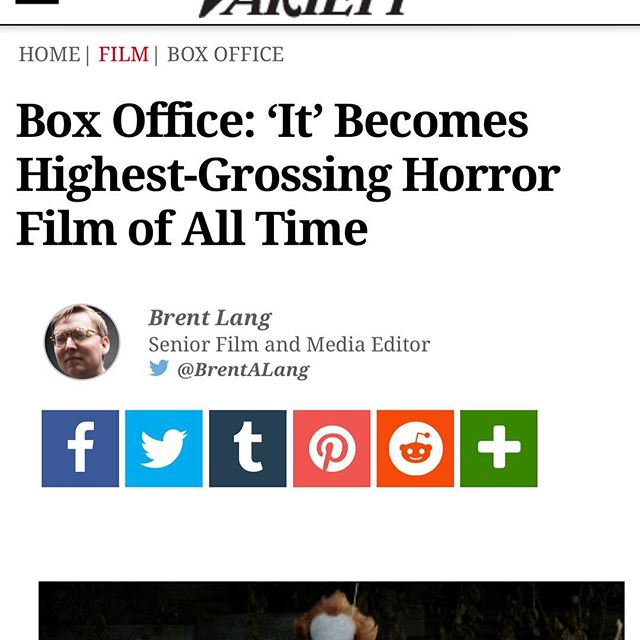 VARIETY
HOME | FILM | BOX OFFICE
Box Office: ‘It’ Becomes
Highest-Grossing Horror
Film of All Time
Brent Lang
Senior Film and Media Editor
@BrentALang